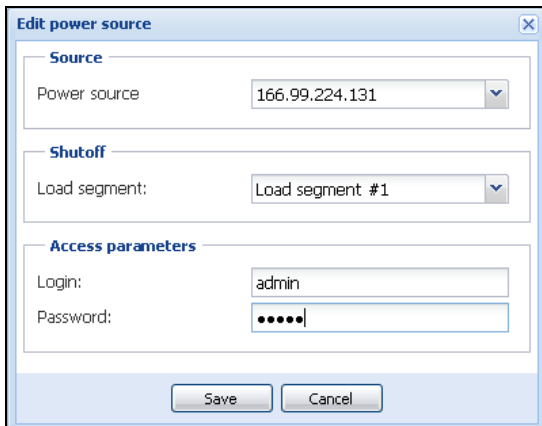 Edit power source
Source
Power source 166.99.224.131
Shutoff
Load segment: Load segment #1
Access parameters
Login: admin
Password: •••••
Save Cancel